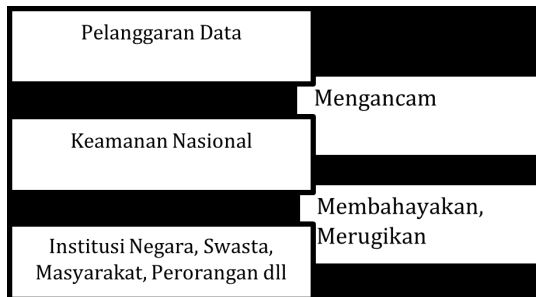 Pelanggaran Data
Mengancam
Keamanan Nasional
Membahayakan,
Merugikan
Institusi Negara, Swasta,
Masyarakat, Perorangan dll